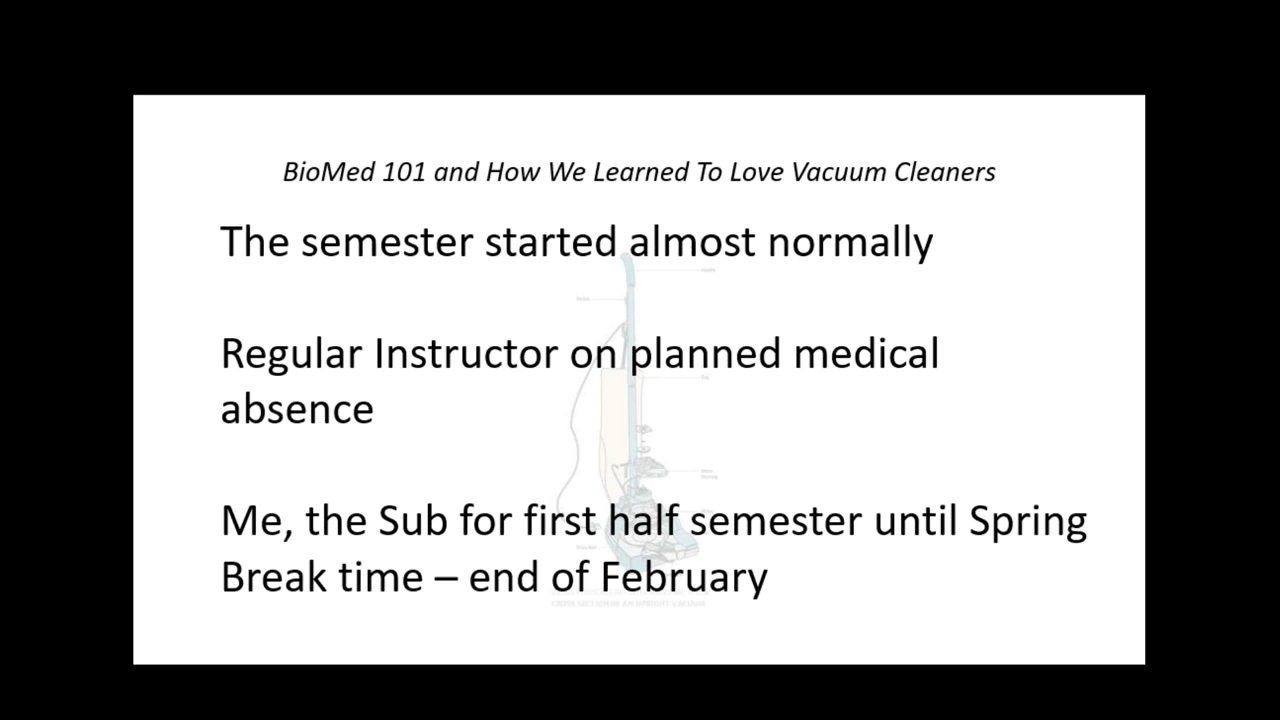 BioMed 101 and How We Learned To Love Vacuum Cleaners
The semester started almost normally
Regular Instructor on planned medical
absence
Me, the Sub for first half semester until Spring
Break time – end of February